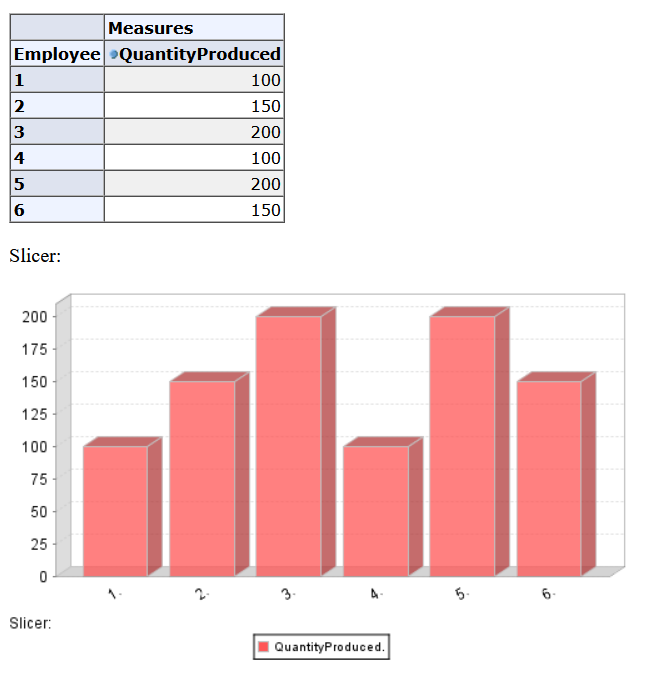 Measures
Employee QuantityProduced
1 100
2 150
3 200
4 100
5 200
6 150
Slicer:
200
175
150
125
100
75
50
25
0
1. 2. 3. 4. 5. 6.
Slicer:
QuantityProduced.